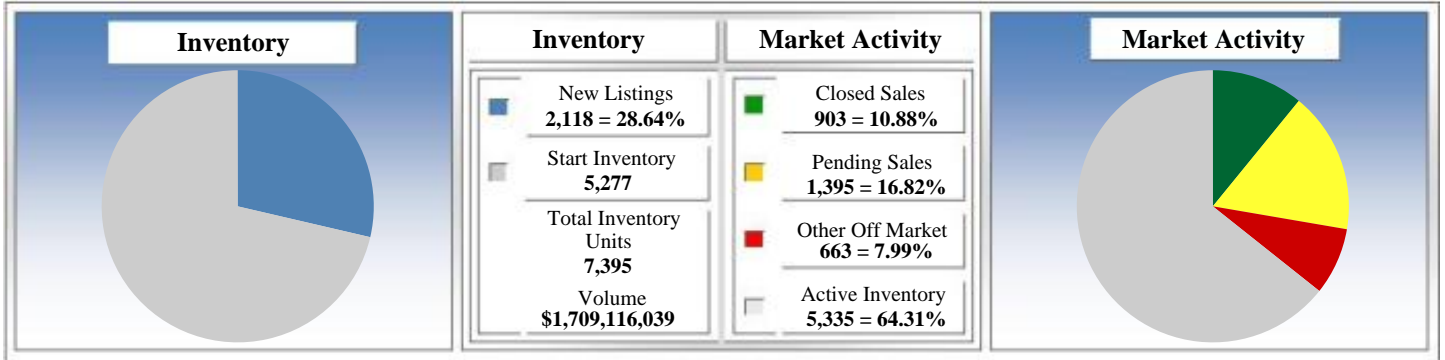 Inventory
Inventory
Market Activity
New Listings
2,118 = 28.64%
Start Inventory
5,277
Total Inventory
Units
7,395
Volume
$1,709,116,039
Closed Sales
903 = 10.88%
Pending Sales
1,395 = 16.82%
Other Off Market
663 = 7.99%
Active Inventory
5,335 = 64.31%
Market Activity